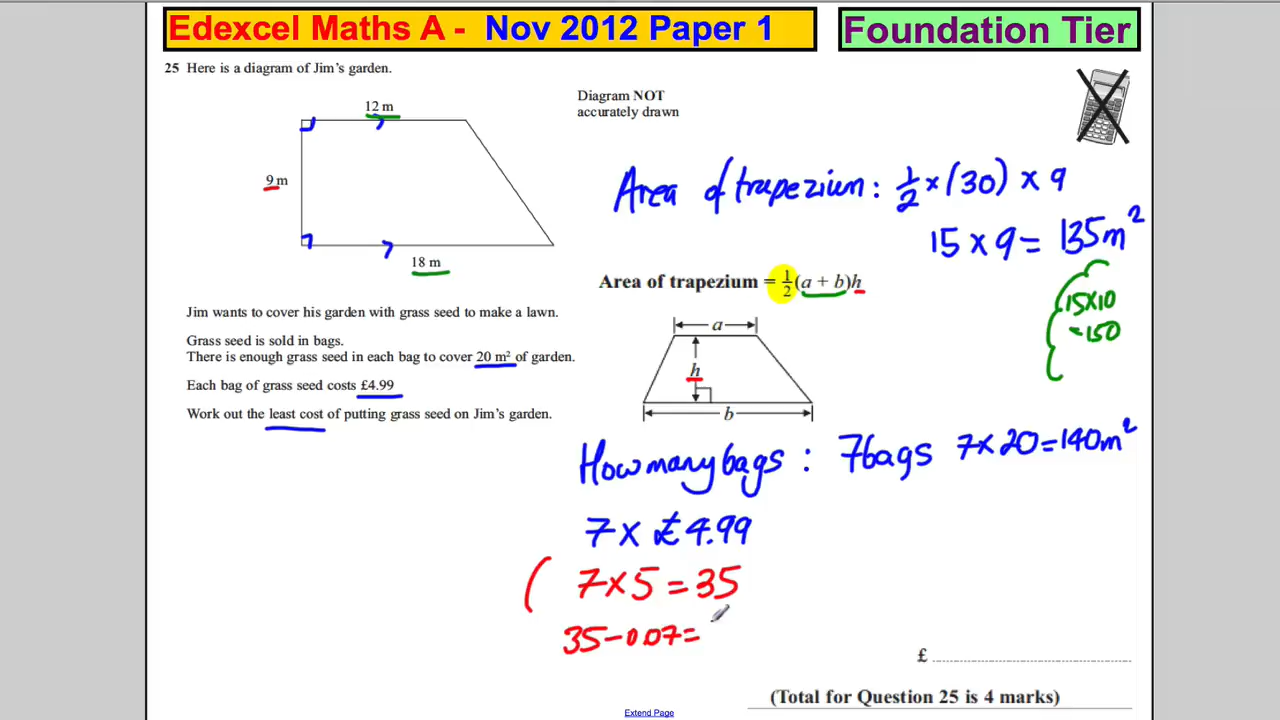 Edexcel Maths A - Nov 2012 Paper 1
Foundation Tier
25 Here is a diagram of Jim's garden.
Diagram NOT
accurately drawn
12 m
9 m
18 m
Area of trapezium : 1/2 × (30) × 9
15 × 9 = 135m²
15×10
=150
Area of trapezium = 1/2(a + b)h
a
h
b
Jim wants to cover his garden with grass seed to make a lawn.
Grass seed is sold in bags.
There is enough grass seed in each bag to cover 20 m² of garden.
Each bag of grass seed costs £4.99
Work out the least cost of putting grass seed on Jim's garden.
How many bags : 7bags 7×20=140m²
7× £4.99
( 7×5 = 35
35-0.07=
£ ..........
(Total for Question 25 is 4 marks)
Extend Page